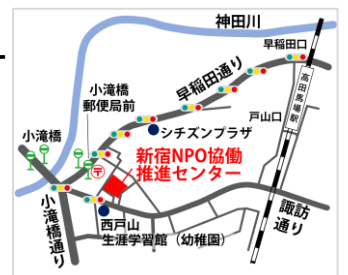 神田川
早稲田口
早稲田通り
高田馬場駅
小滝橋
郵便局前
戸山口
小滝橋
シチズンプラザ
新宿NPO協働
推進センター
諏訪
通り
小滝橋通り
西戸山
生涯学習館（幼稚園）